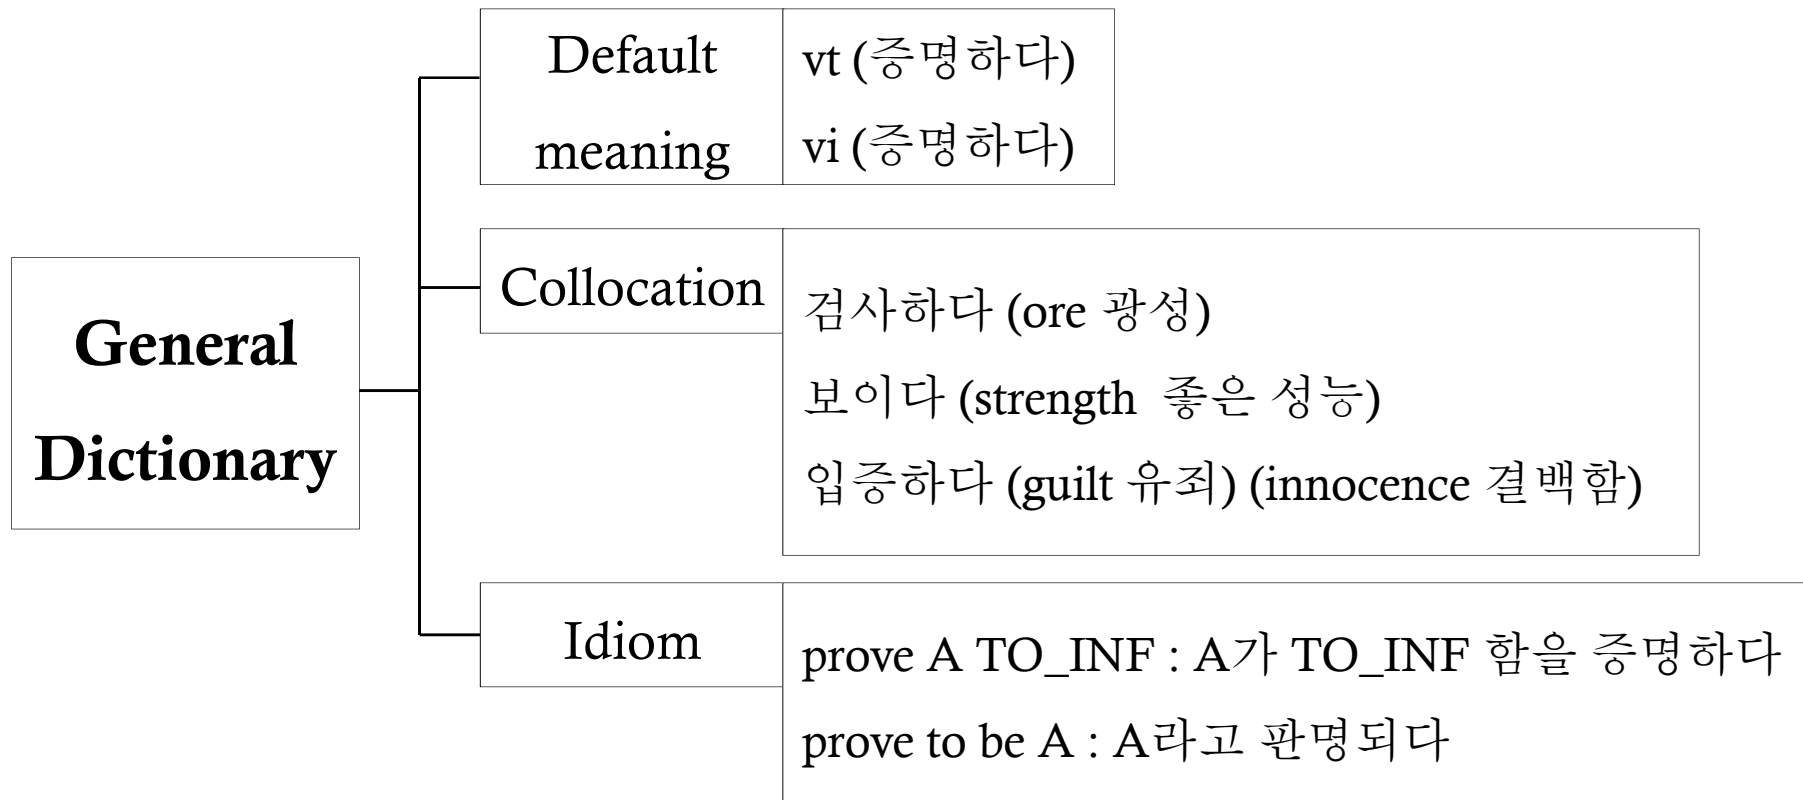 General
Dictionary
Default
meaning
vt (증명하다)
vi (증명하다)
Collocation
검사하다 (ore 광성)
보이다 (strength 좋은 성능)
입증하다 (guilt 유죄) (innocence 결백함)
Idiom
prove A TO_INF : A가 TO_INF 함을 증명하다
prove to be A : A라고 판명되다